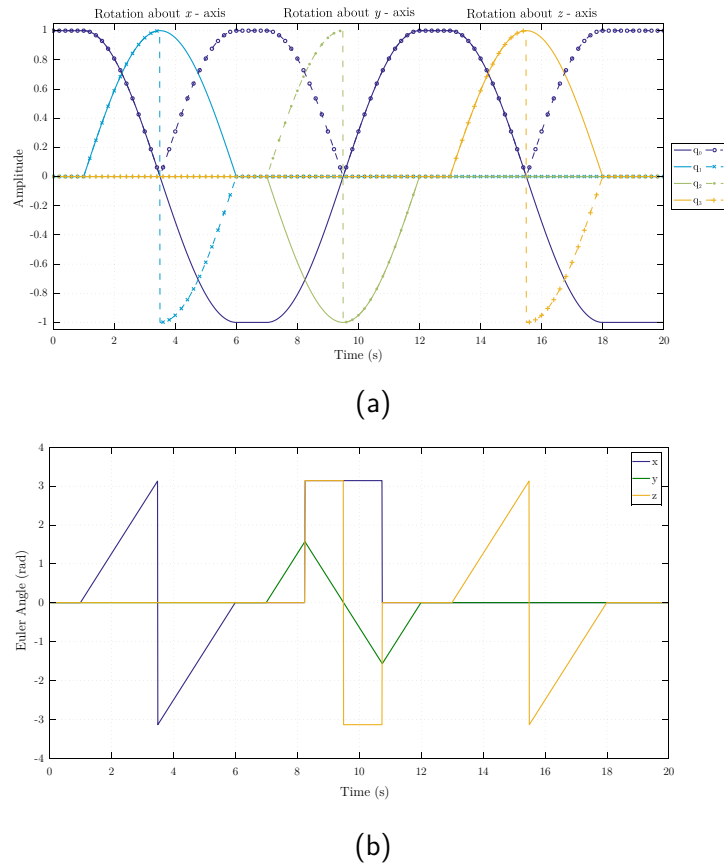 Rotation about x - axis Rotation about y - axis Rotation about z - axis
1
0.8
0.6
0.4
0.2
0
-0.2
-0.4
-0.6
-0.8
-1
Amplitude
0 2 4 6 8 10 12 14 16 18 20
Time (s)
q₀
q₁
q₂
q₃
(a)
4
3
2
1
0
-1
-2
-3
-4
Euler Angle (rad)
x
y
z
0 2 4 6 8 10 12 14 16 18 20
Time (s)
(b)